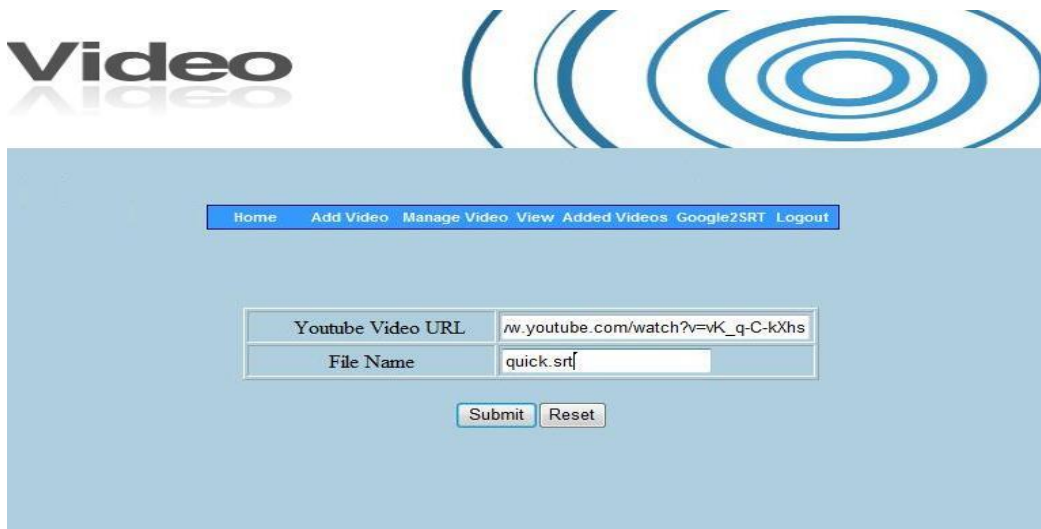 Video
Home Add Video Manage Video View Added Videos Google2SRT Logout
Youtube Video URL w.youtube.com/watch?v=vK_q-C-kXhs
File Name quick.srt
Submit Reset